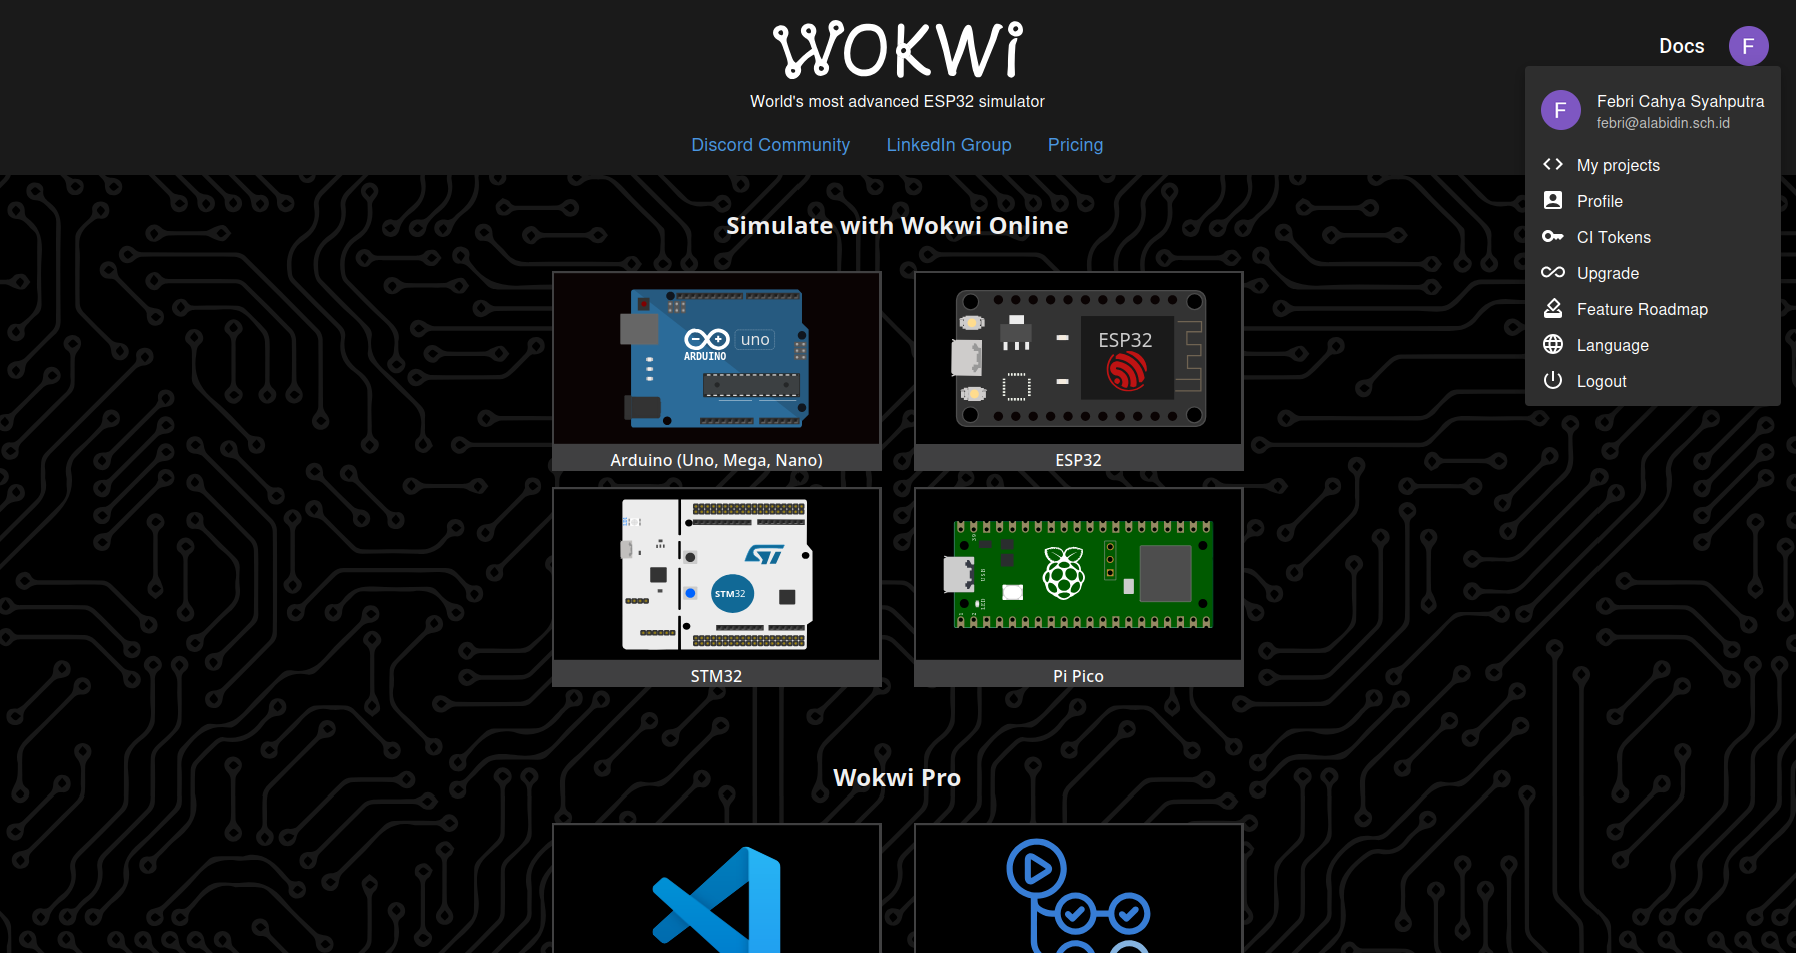 WOKWi
World's most advanced ESP32 simulator
Discord Community LinkedIn Group Pricing
Docs F
F Febri Cahya Syahputra
febri@alabidin.sch.id
My projects
Profile
CI Tokens
Upgrade
Feature Roadmap
Language
Logout
Simulate with Wokwi Online
uno
ARDUINO
Arduino (Uno, Mega, Nano)
ESP32
ESP32
STM32
STM32
USB
LED
Pi Pico
Wokwi Pro